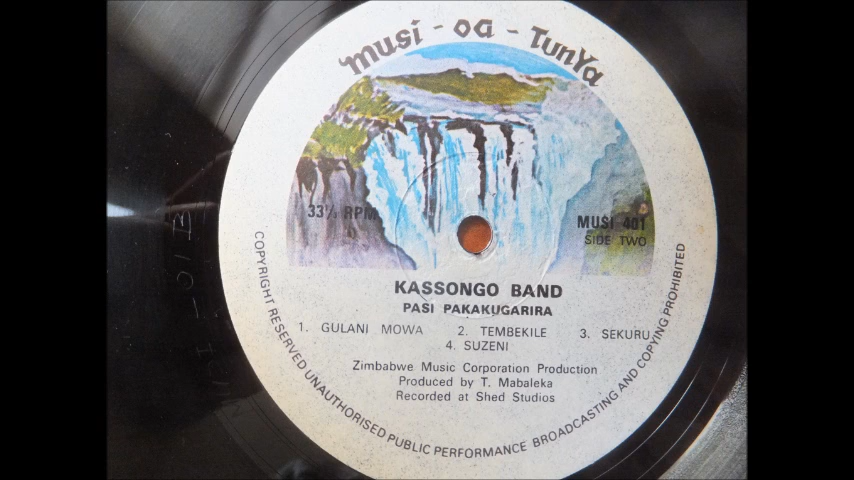 musi-oa-Tunya
33⅓ RPM
MUSI 401
SIDE TWO
KASSONGO BAND
PASI PAKAKUGARIRA
1. GULANI MOWA 2. TEMBEKILE 3. SEKURU
4. SUZENI
Zimbabwe Music Corporation Production
Produced by T. Mabaleka
Recorded at Shed Studios
COPYRIGHT RESERVED UNAUTHORISED PUBLIC PERFORMANCE BROADCASTING AND COPYING PROHIBITED